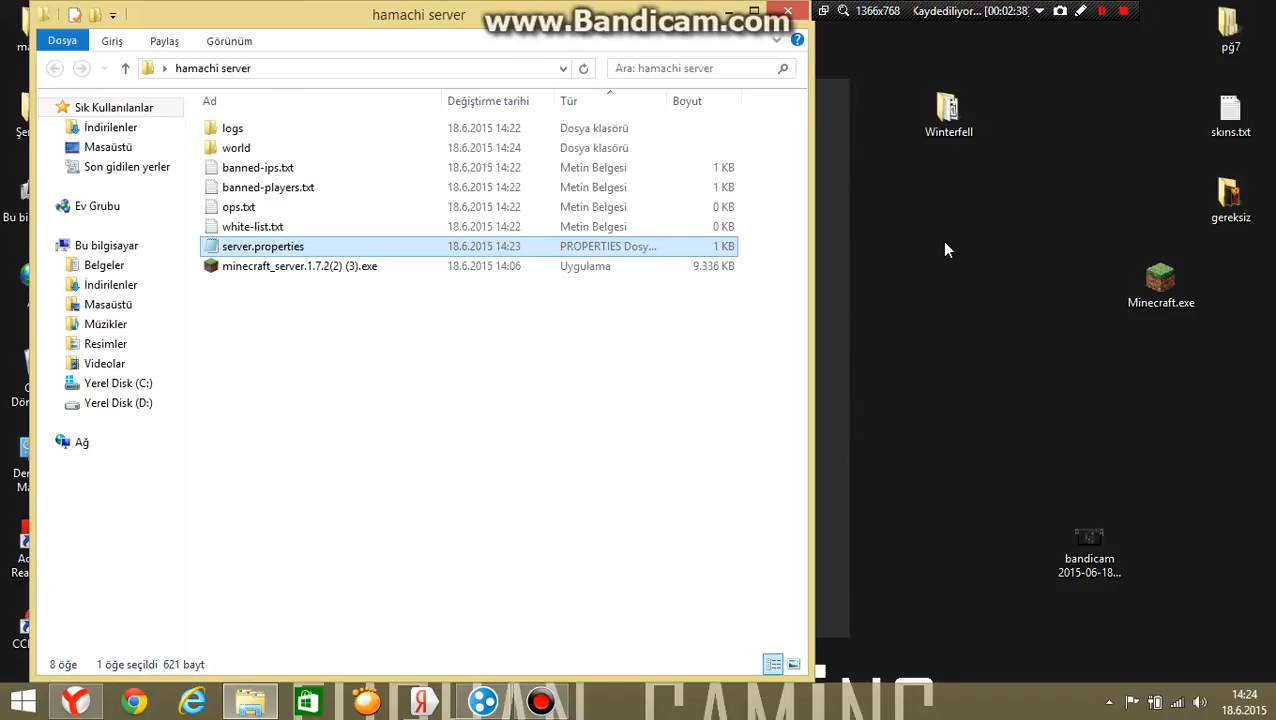 hamachi server
www.Bandicam.com
1366x768 Kaydediliyor... [00:02:38]
Dosya Giriş Paylaş Görünüm
hamachi server
Ara: hamachi server
Ad Değiştirme tarihi Tür Boyut
Sık Kullanılanlar
İndirilenler
Masaüstü
Son gidilen yerler
Ev Grubu
Bu bilgisayar
Belgeler
İndirilenler
Masaüstü
Müzikler
Resimler
Videolar
Yerel Disk (C:)
Yerel Disk (D:)
Ağ
logs 18.6.2015 14:22 Dosya klasörü
world 18.6.2015 14:24 Dosya klasörü
banned-ips.txt 18.6.2015 14:22 Metin Belgesi 1 KB
banned-players.txt 18.6.2015 14:22 Metin Belgesi 1 KB
ops.txt 18.6.2015 14:22 Metin Belgesi 0 KB
white-list.txt 18.6.2015 14:22 Metin Belgesi 0 KB
server.properties 18.6.2015 14:23 PROPERTIES Dosy... 1 KB
minecraft_server.1.7.2(2) (3).exe 18.6.2015 14:06 Uygulama 9.336 KB
8 öğe 1 öğe seçildi 621 bayt
Winterfell
pg7
skıns.txt
gereksiz
Minecraft.exe
bandicam
2015-06-18...
Bu bi
GAMING
14:24
18.6.2015